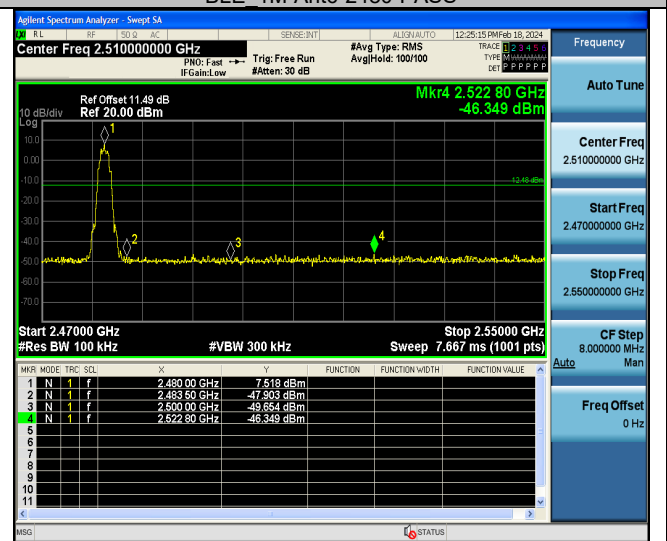 Agilent Spectrum Analyzer - Swept SA
LXI RL RF 50 Ω AC SENSE:INT ALIGNAUTO 12:25:15 PM Feb 18, 2024
Center Freq 2.510000000 GHz
PNO: Fast
IFGain:Low
Trig: Free Run
#Atten: 30 dB
#Avg Type: RMS
Avg|Hold: 100/100
TRACE 1 2 3 4 5 6
TYPE
DET P P P P P P
Ref Offset 11.49 dB
Mkr4 2.522 80 GHz
10 dB/div Ref 20.00 dBm
-46.349 dBm
Log
10.0
0.00
-10.0
-20.0
-30.0
-40.0
-50.0
-60.0
-70.0
1
2
3
4
-12.48 dBm
Start 2.47000 GHz Stop 2.55000 GHz
#Res BW 100 kHz #VBW 300 kHz Sweep 7.667 ms (1001 pts)
MKR MODE TRC SCL X Y FUNCTION FUNCTION WIDTH FUNCTION VALUE
1 N 1 f 2.480 00 GHz 7.518 dBm
2 N 1 f 2.483 50 GHz -47.903 dBm
3 N 1 f 2.500 00 GHz -49.654 dBm
4 N 1 f 2.522 80 GHz -46.349 dBm
5
6
7
8
9
10
11
MSG STATUS
Frequency
Auto Tune
Center Freq
2.510000000 GHz
Start Freq
2.470000000 GHz
Stop Freq
2.550000000 GHz
CF Step
8.000000 MHz
Auto Man
Freq Offset
0 Hz